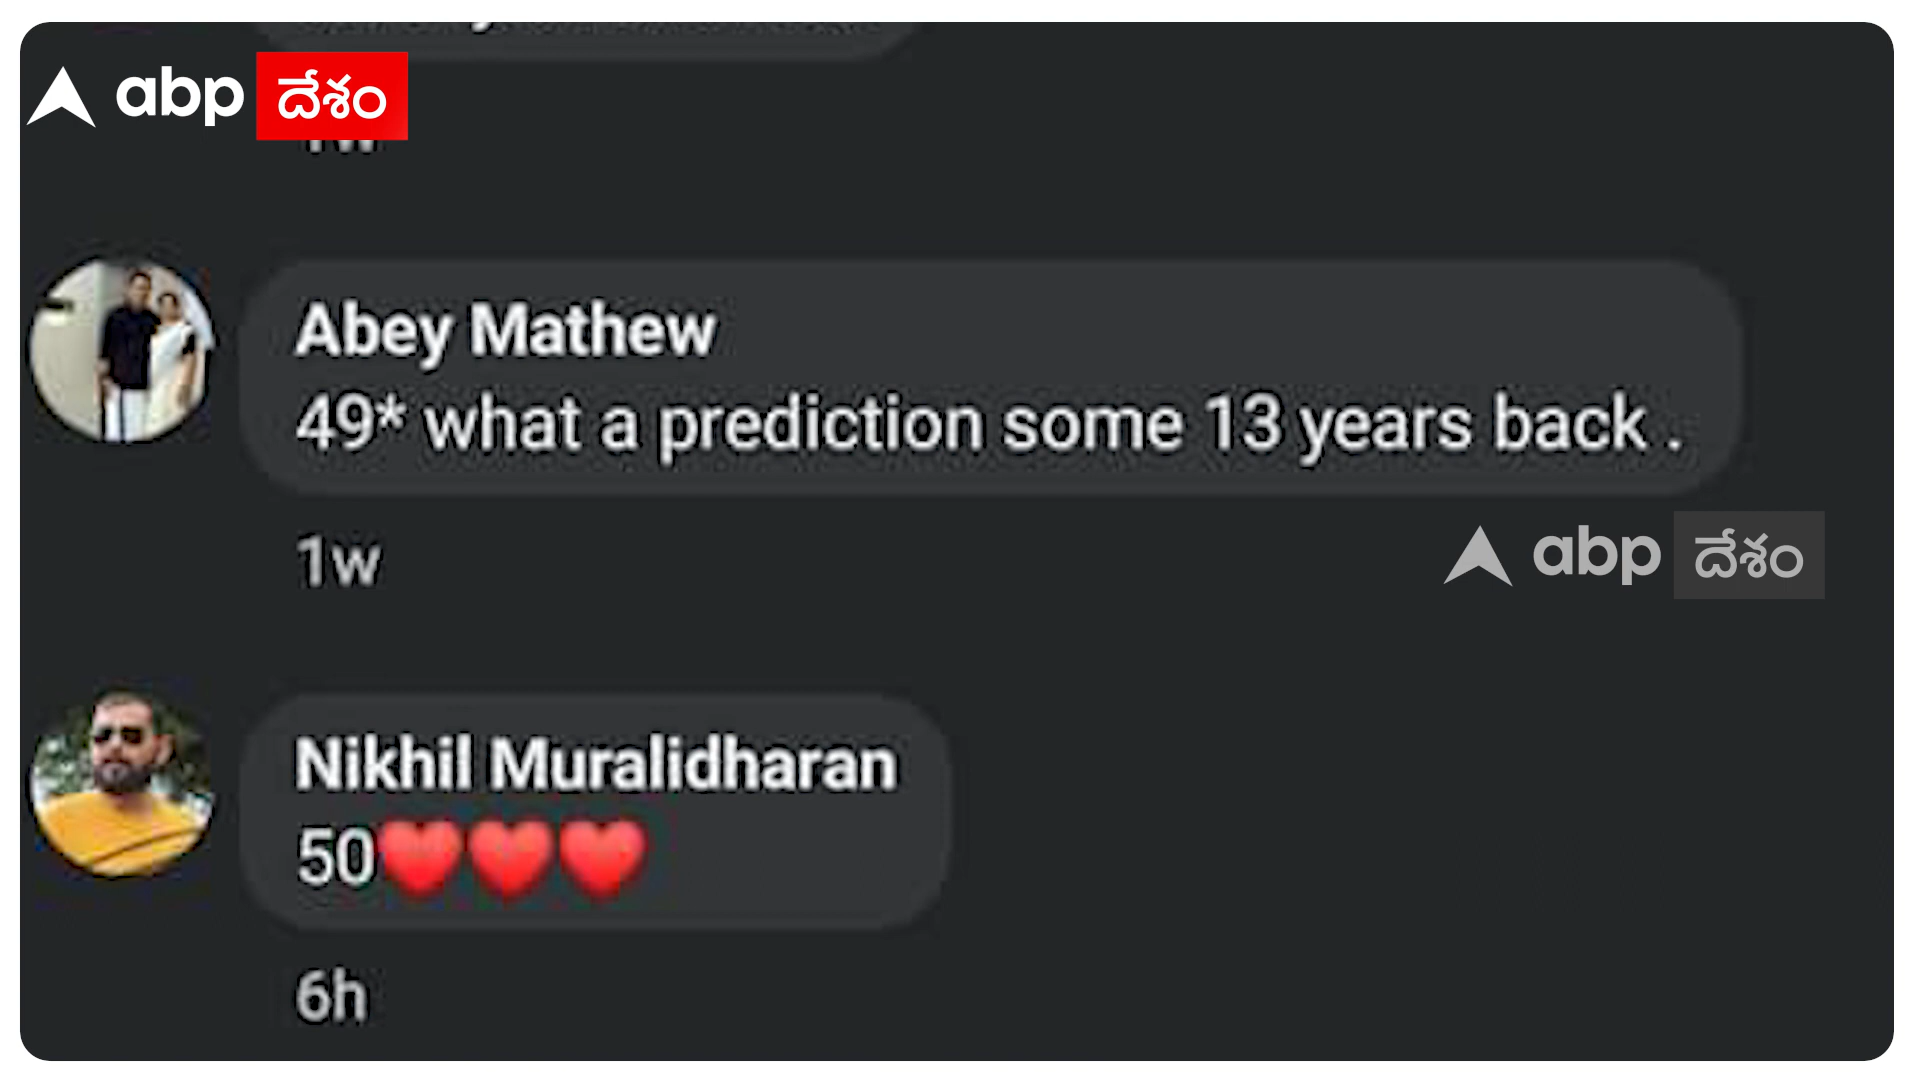 abp దేశం
Abey Mathew
49* what a prediction some 13 years back .
1w
abp దేశం
Nikhil Muralidharan
50❤️❤️❤️
6h